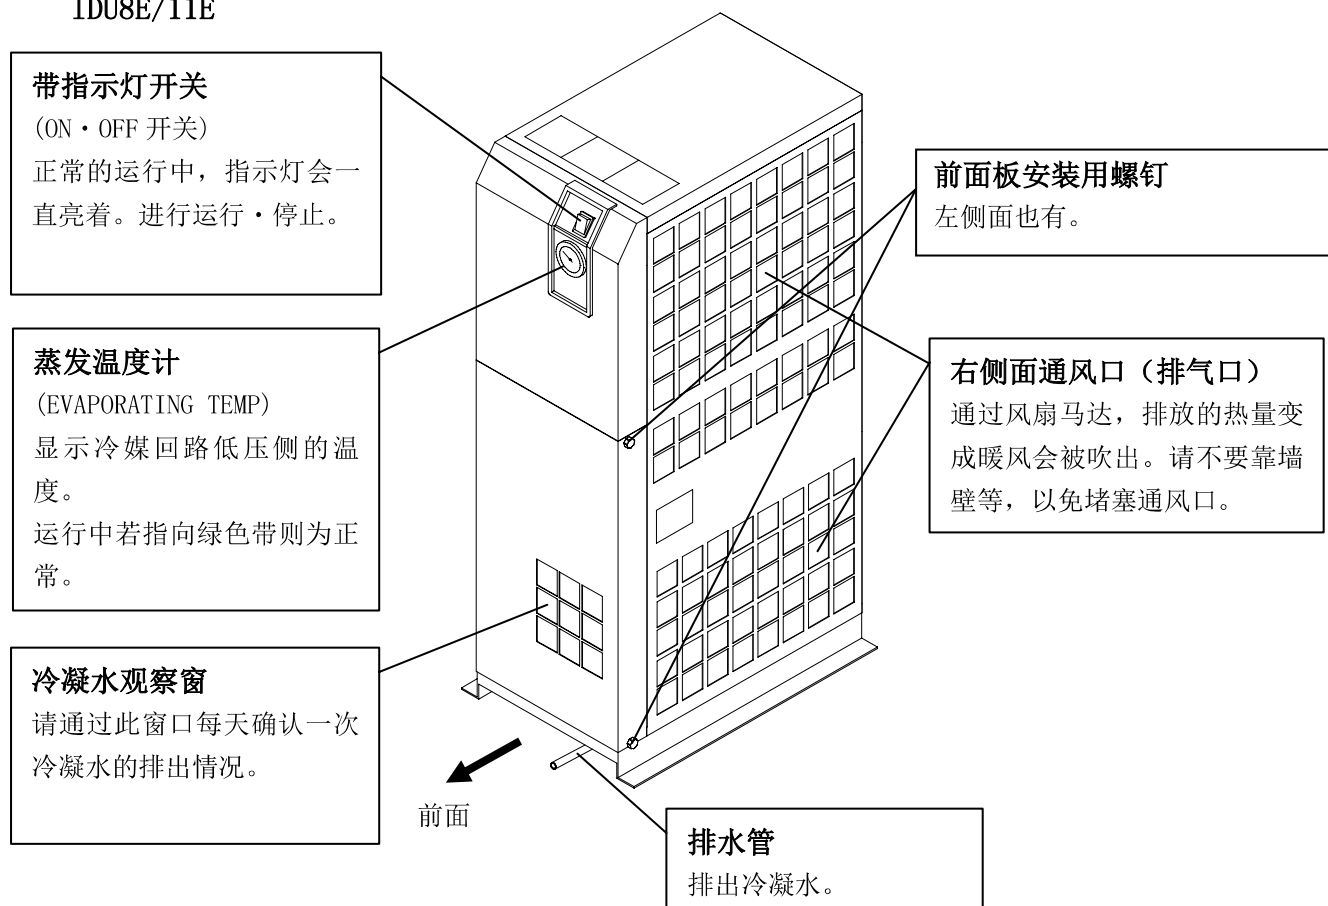 IDU8E/11E
带指示灯开关
(ON・OFF 开关)
正常的运行中，指示灯会一
直亮着。进行运行・停止。
蒸发温度计
(EVAPORATING TEMP)
显示冷媒回路低压侧的温
度。
运行中若指向绿色带则为正
常。
冷凝水观察窗
请通过此窗口每天确认一次
冷凝水的排出情况。
前面
前面板安装用螺钉
左侧面也有。
右侧面通风口（排气口）
通过风扇马达，排放的热量变
成暖风会被吹出。请不要靠墙
壁等，以免堵塞通风口。
排水管
排出冷凝水。